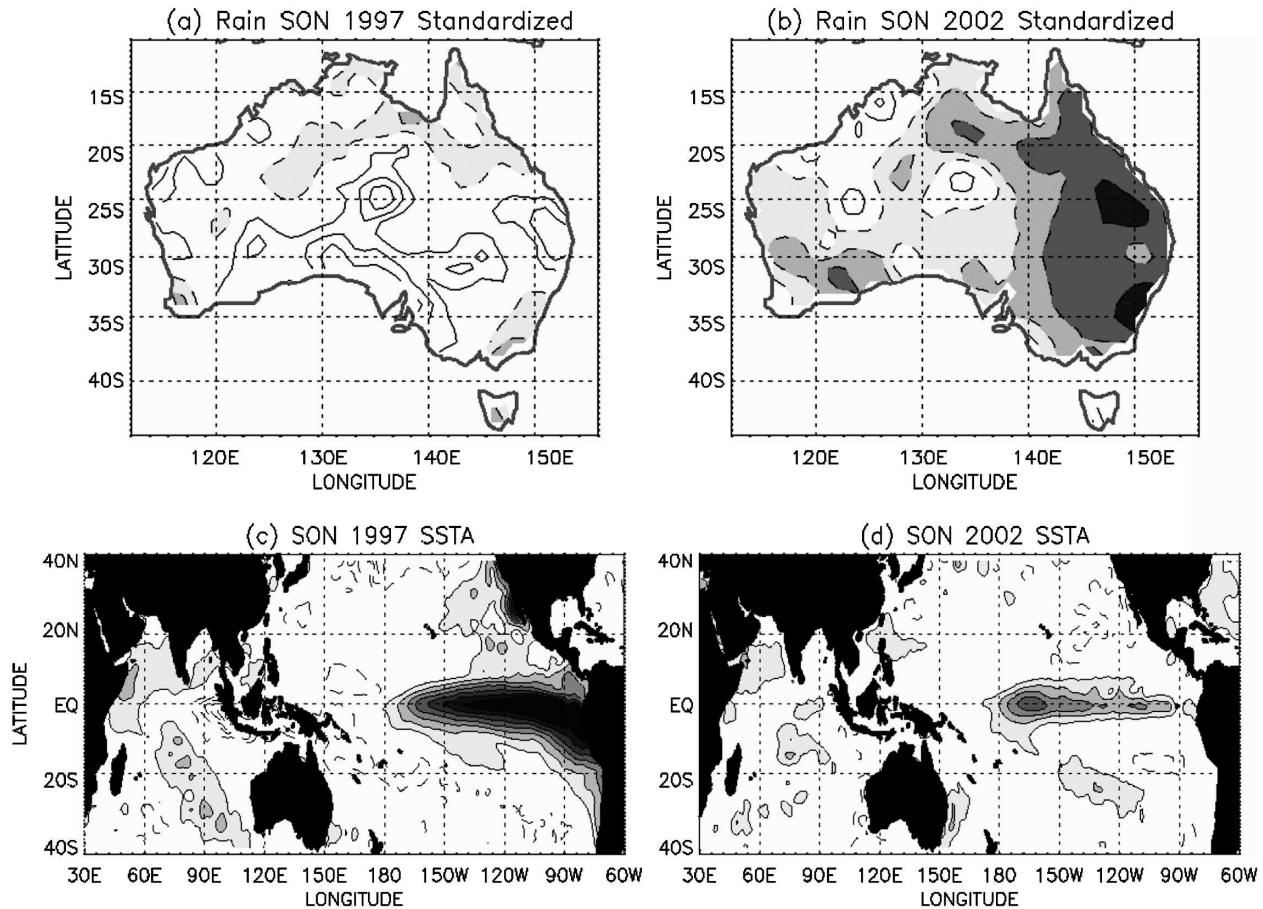 (a) Rain SON 1997 Standardized
15S
20S
25S
30S
35S
40S
LATITUDE
120E 130E 140E 150E
LONGITUDE
(b) Rain SON 2002 Standardized
15S
20S
25S
30S
35S
40S
LATITUDE
120E 130E 140E 150E
LONGITUDE
(c) SON 1997 SSTA
40N
20N
EQ
20S
40S
LATITUDE
30E 60E 90E 120E 150E 180E 150W 120W 90W 60W
LONGITUDE
(d) SON 2002 SSTA
40N
20N
EQ
20S
40S
30E 60E 90E 120E 150E 180E 150W 120W 90W 60W
LONGITUDE